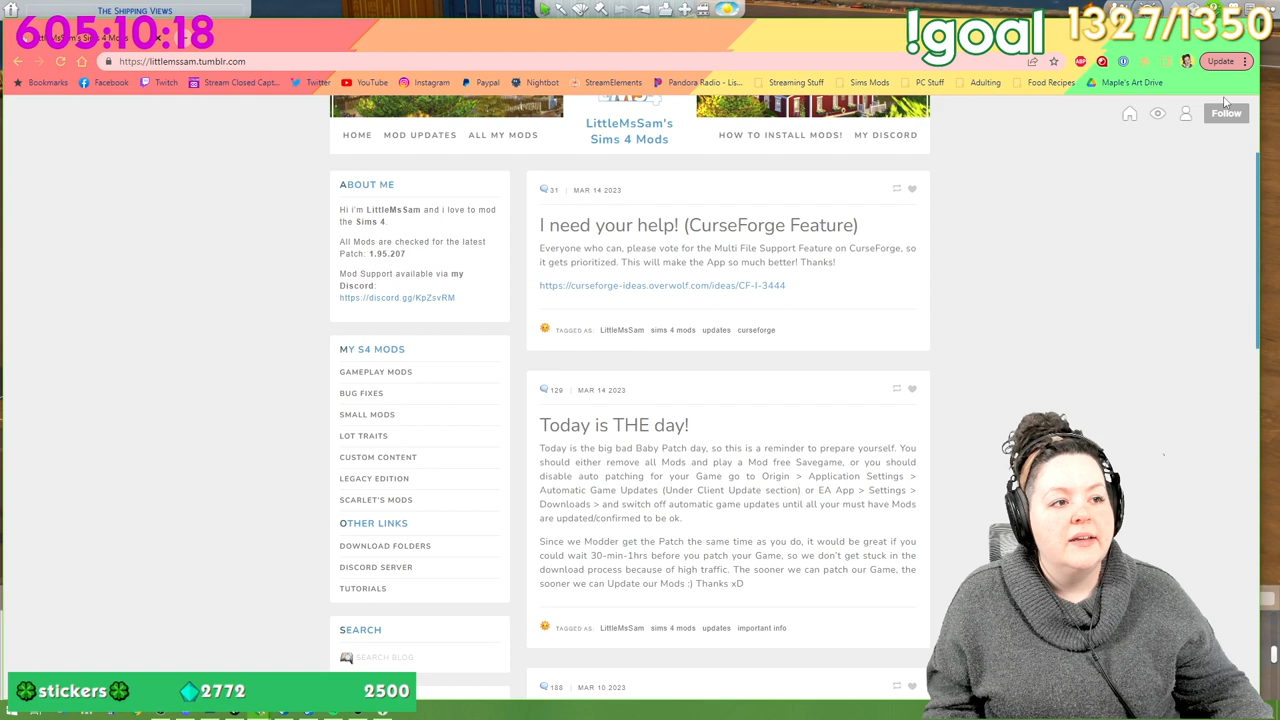 THE SHIPPING VIEWS
605:10:18
!goal
1327/1350
https://littlemssam.tumblr.com
Update
Bookmarks
Facebook
Twitch
Stream Closed Capt...
Twitter
YouTube
Instagram
Paypal
Nightbot
StreamElements
Pandora Radio - Lis...
Streaming Stuff
Sims Mods
PC Stuff
Adulting
Food Recipes
Maple's Art Drive
Follow
LittleMsSam's
Sims 4 Mods
HOME MOD UPDATES ALL MY MODS
HOW TO INSTALL MODS! MY DISCORD
ABOUT ME
Hi i'm LittleMsSam and i love to mod
the Sims 4.
All Mods are checked for the latest
Patch: 1.95.207
Mod Support available via my
Discord:
https://discord.gg/KpZsvRM
MY S4 MODS
GAMEPLAY MODS
BUG FIXES
SMALL MODS
LOT TRAITS
CUSTOM CONTENT
LEGACY EDITION
SCARLET'S MODS
OTHER LINKS
DOWNLOAD FOLDERS
DISCORD SERVER
TUTORIALS
SEARCH
SEARCH BLOG
31 | MAR 14 2023
I need your help! (CurseForge Feature)
Everyone who can, please vote for the Multi File Support Feature on CurseForge, so
it gets prioritized. This will make the App so much better! Thanks!
https://curseforge-ideas.overwolf.com/ideas/CF-I-3444
TAGGED AS: LittleMsSam sims 4 mods updates curseforge
129 | MAR 14 2023
Today is THE day!
Today is the big bad Baby Patch day, so this is a reminder to prepare yourself. You
should either remove all Mods and play a Mod free Savegame, or you should
disable auto patching for your Game go to Origin > Application Settings >
Automatic Game Updates (Under Client Update section) or EA App > Settings >
Downloads > and switch off automatic game updates until all your must have Mods
are updated/confirmed to be ok.
Since we Modder get the Patch the same time as you do, it would be great if you
could wait 30-min-1hrs before you patch your Game, so we don't get stuck in the
download process because of high traffic. The sooner we can patch our Game, the
sooner we can Update our Mods :) Thanks xD
TAGGED AS: LittleMsSam sims 4 mods updates important info
188 | MAR 10 2023
stickers
2772
2500